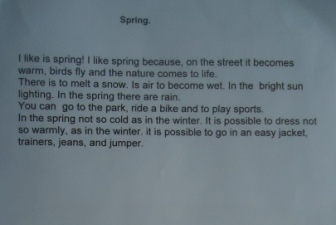 Spring.
I like is spring! I like spring because, on the street it becomes
warm, birds fly and the nature comes to life.
There is to melt a snow. Is air to become wet. In the bright sun
lighting. In the spring there are rain.
You can go to the park, ride a bike and to play sports.
In the spring not so cold as in the winter. It is possible to dress not
so warmly, as in the winter. it is possible to go in an easy jacket,
trainers, jeans, and jumper.